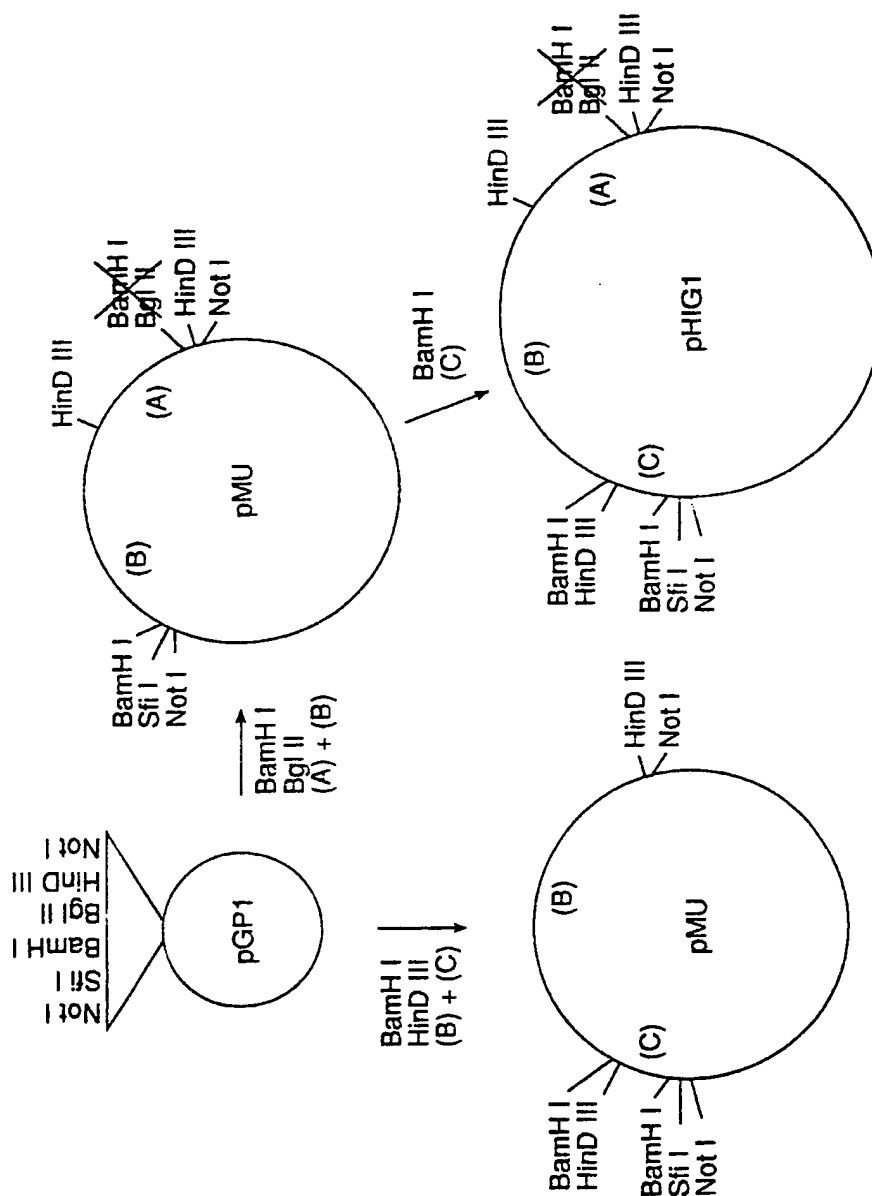 Not I
Sfi I
BamH I
Bgl II
HinD III
Not I
pGP1
BamH I
Bgl II
(A) + (B)
BamH I
HinD III
(B) + (C)
BamH I
Sfi I
Not I
(B)
pMU
(A)
HinD III
BamH I
Bgl II
HinD III
Not I
BamH I
(C)
BamH I
HinD III
(C)
BamH I
Sfi I
Not I
(B)
pMU
HinD III
Not I
BamH I
HinD III
(C)
BamH I
Sfi I
Not I
(B)
pHIG1
(A)
HinD III
BamH I
Bgl II
HinD III
Not I